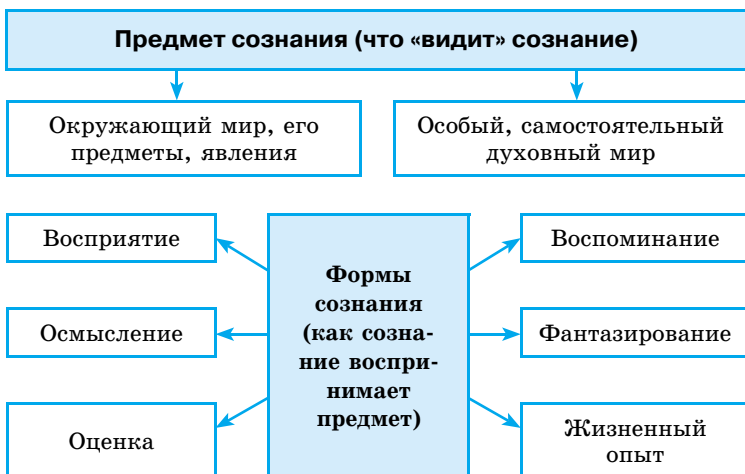 Предмет сознания (что «видит» сознание)
Окружающий мир, его
предметы, явления
Особый, самостоятельный
духовный мир
Восприятие
Осмысление
Оценка
Формы
сознания
(как созна-
ние воспри-
нимает
предмет)
Воспоминание
Фантазирование
Жизненный
опыт